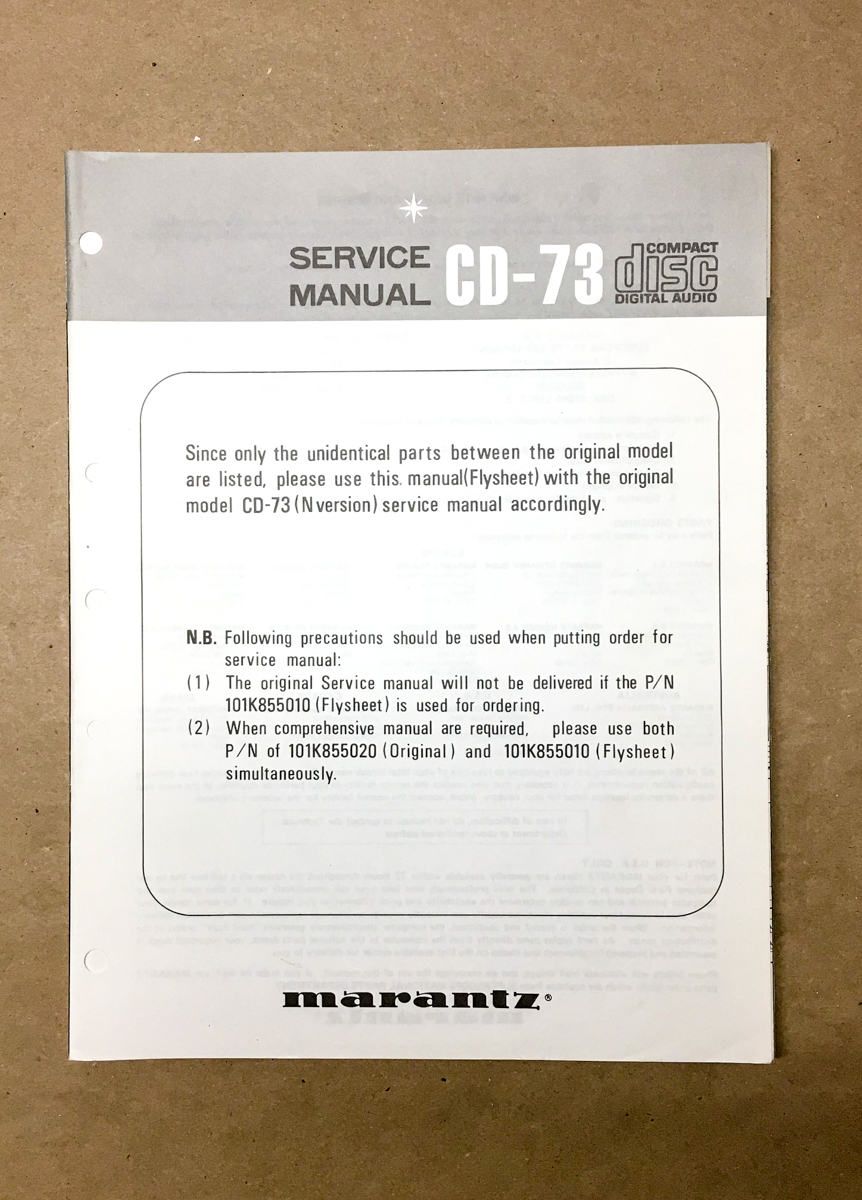 SERVICE
MANUAL
CD-73
COMPACT
disc
DIGITAL AUDIO
Since only the unidentical parts between the original model
are listed, please use this. manual(Flysheet) with the original
model CD-73 (N version) service manual accordingly.
N.B. Following precautions should be used when putting order for
service manual:
(1) The original Service manual will not be delivered if the P/N
101K855010 (Flysheet) is used for ordering.
(2) When comprehensive manual are required, please use both
P/N of 101K855020 (Original) and 101K855010 (Flysheet)
simultaneously.
marantz®